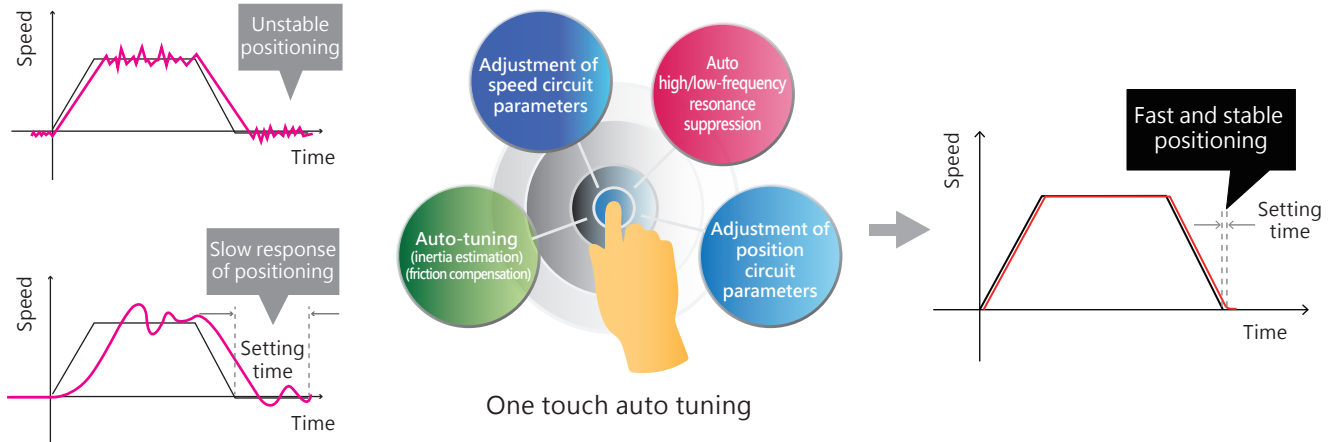 Speed
Unstable
positioning
Time
Speed
Slow response
of positioning
Setting
time
Time
Adjustment of
speed circuit
parameters
Auto
high/low-frequency
resonance
suppression
Auto-tuning
(inertia estimation)
(friction compensation)
Adjustment of
position
circuit
parameters
One touch auto tuning
Speed
Fast and stable
positioning
Setting
time
Time